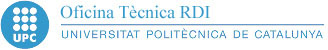 UPC
Oficina Tècnica RDI
UNIVERSITAT POLITÈCNICA DE CATALUNYA